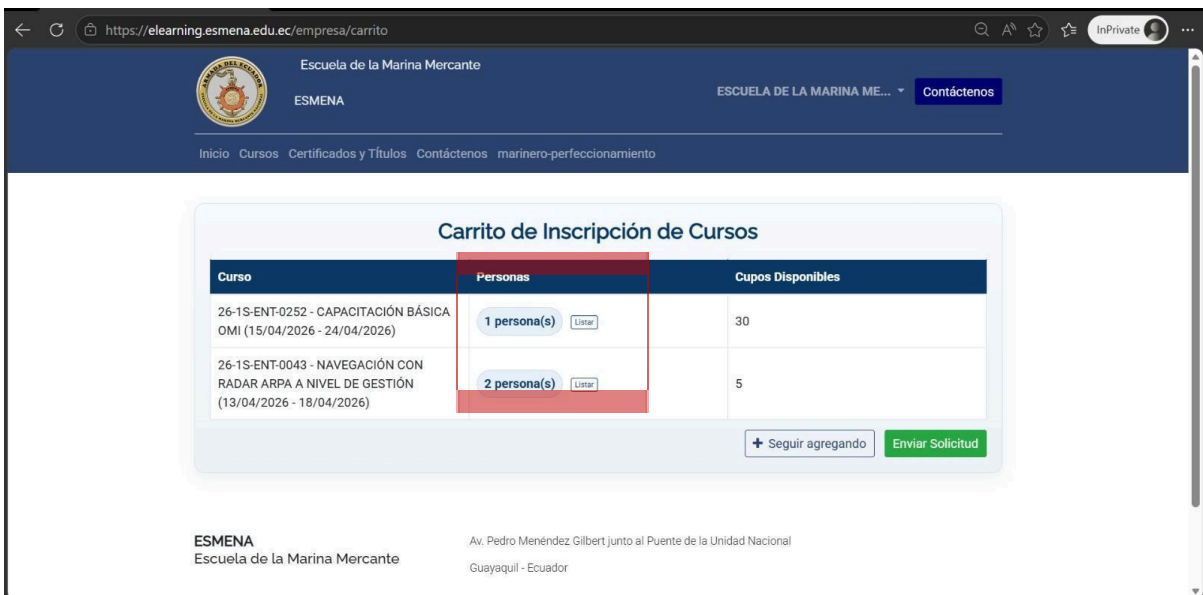 https://elearning.esmena.edu.ec/empresa/carrito
InPrivate
ARMADA DEL ECUADOR
Escuela de la Marina Mercante
ESMENA
ESCUELA DE LA MARINA ME...
Contáctenos
Inicio Cursos Certificados y Títulos Contáctenos marinero-perfeccionamiento
Carrito de Inscripción de Cursos
Curso Personas Cupos Disponibles
26-1S-ENT-0252 - CAPACITACIÓN BÁSICA
OMI (15/04/2026 - 24/04/2026)
1 persona(s) Listar
30
26-1S-ENT-0043 - NAVEGACIÓN CON
RADAR ARPA A NIVEL DE GESTIÓN
(13/04/2026 - 18/04/2026)
2 persona(s) Listar
5
+ Seguir agregando
Enviar Solicitud
ESMENA
Escuela de la Marina Mercante
Av. Pedro Menéndez Gilbert junto al Puente de la Unidad Nacional
Guayaquil - Ecuador